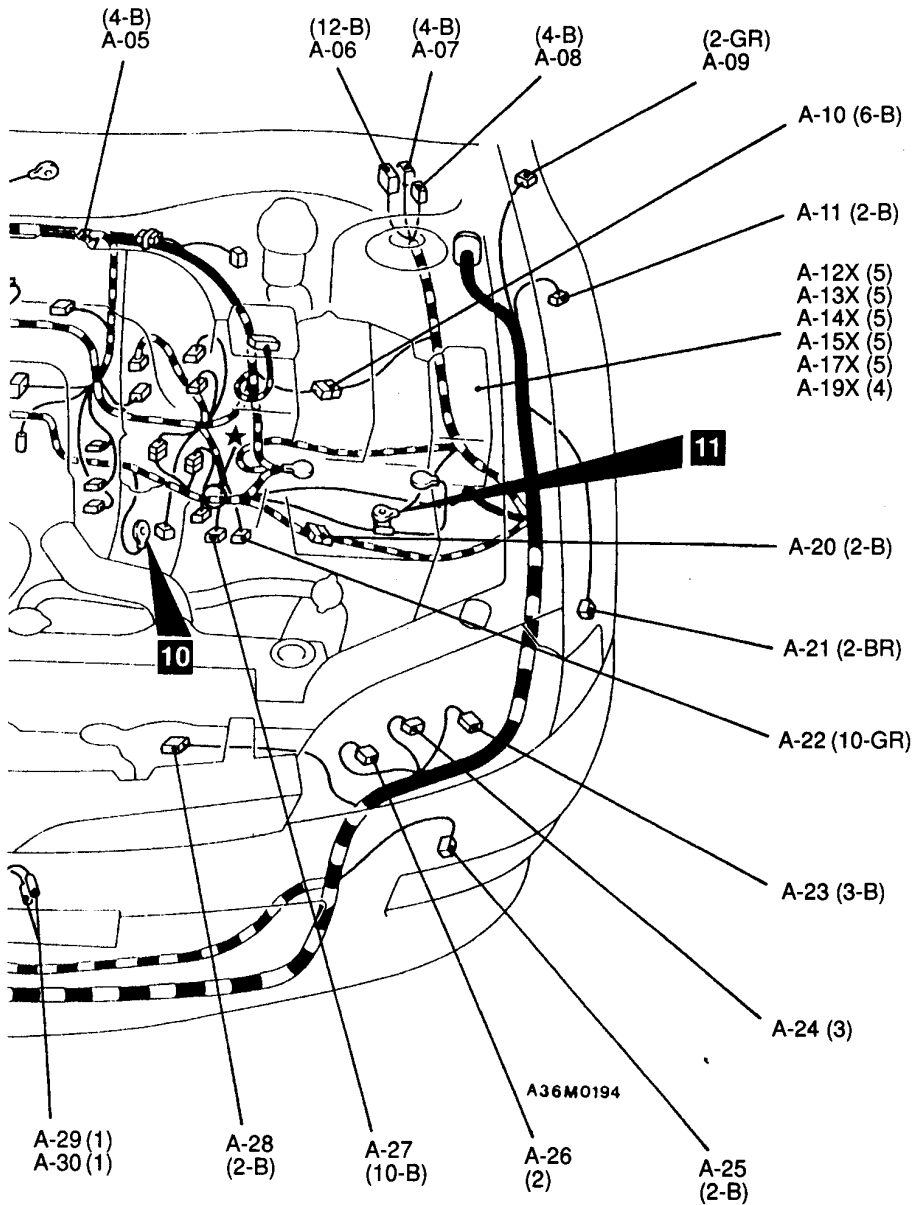 (4-B)
A-05
(12-B)
A-06
(4-B)
A-07
(4-B)
A-08
(2-GR)
A-09
A-10 (6-B)
A-11 (2-B)
A-12X (5)
A-13X (5)
A-14X (5)
A-15X (5)
A-17X (5)
A-19X (4)
11
A-20 (2-B)
10
A-21 (2-BR)
A-22 (10-GR)
A-23 (3-B)
A-24 (3)
A36M0194
A-29 (1)
A-30 (1)
A-28
(2-B)
A-27
(10-B)
A-26
(2)
A-25
(2-B)